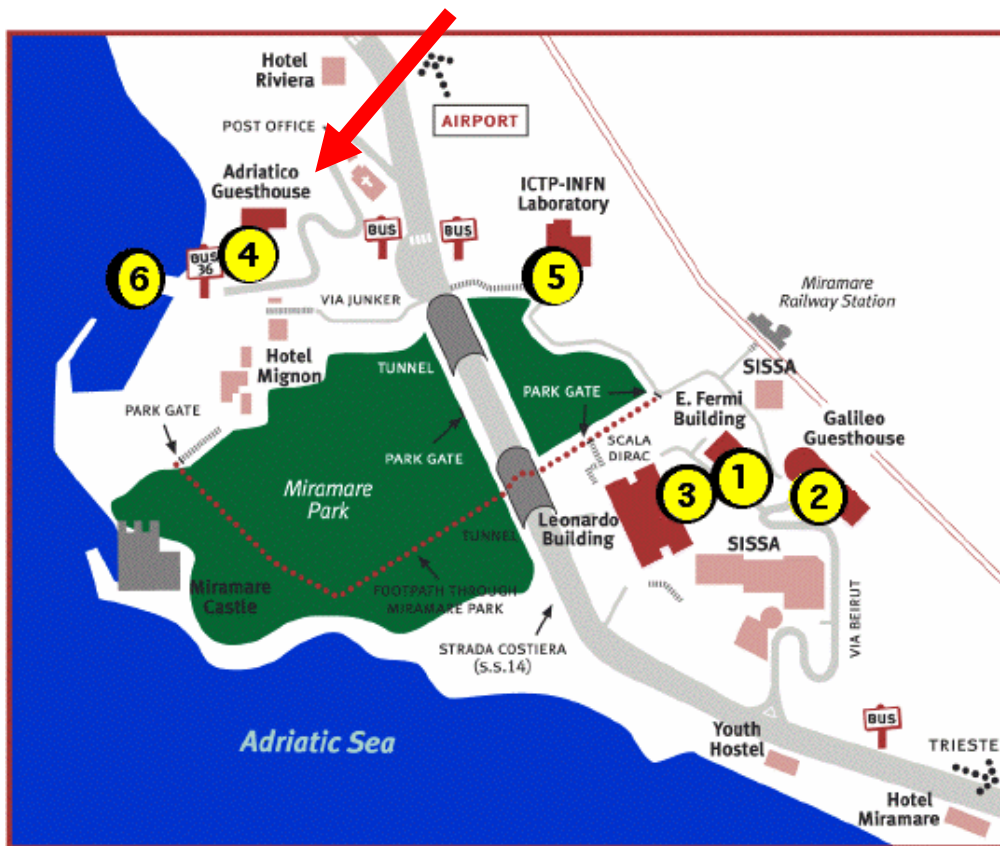 Hotel
Riviera
POST OFFICE
AIRPORT
Adriatico
Guesthouse
ICTP-INFN
Laboratory
BUS
BUS
BUS
36
4
6
5
Miramare
Railway Station
VIA JUNKER
Hotel
Mignon
TUNNEL
PARK GATE
SISSA
E. Fermi
Building
PARK GATE
Galileo
Guesthouse
SCALA
DIRAC
PARK GATE
Miramare
Park
3
1
2
Leonardo
Building
TUNNEL
SISSA
Miramare
Castle
FOOTPATH THROUGH
MIRAMARE PARK
VIA BEIRUT
STRADA COSTIERA
(S.S.14)
Adriatic Sea
Youth
Hostel
BUS
TRIESTE
Hotel
Miramare